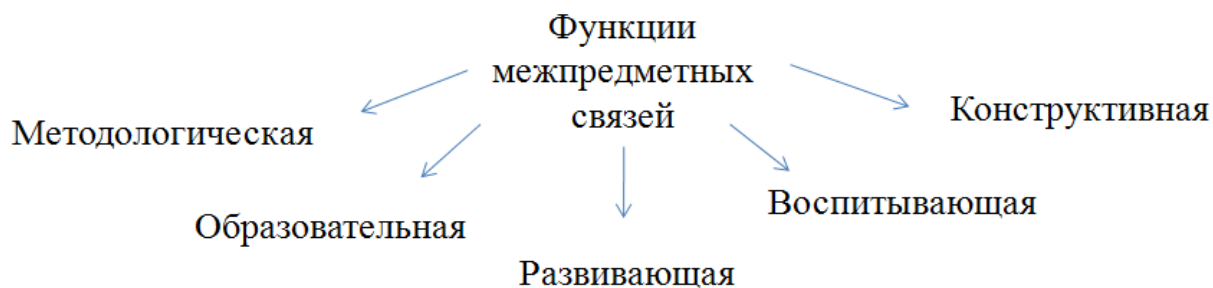 Функции
межпредметных
связей
Методологическая
Образовательная
Развивающая
Воспитывающая
Конструктивная